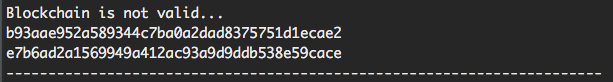 Blockchain is not valid...
b93aae952a589344c7ba0a2dad8375751d1ecae2
e7b6ad2a1569949a412ac93a9d9ddb538e59cace
--------------------------------------------------------------------------